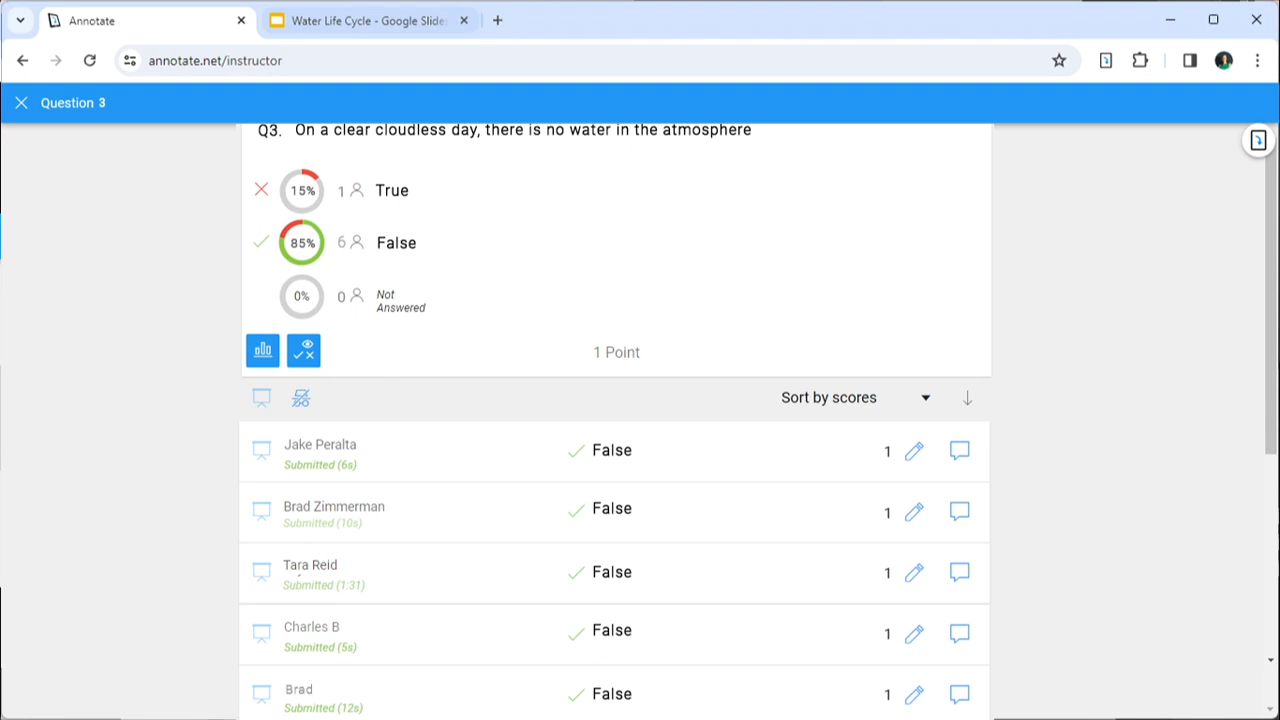 Annotate
Water Life Cycle - Google Slide
annotate.net/instructor
Question 3
Q3. On a clear cloudless day, there is no water in the atmosphere
15% 1 True
85% 6 False
0% 0 Not
Answered
1 Point
Sort by scores
Jake Peralta False 1
Submitted (6s)
Brad Zimmerman False 1
Submitted (10s)
Tara Reid False 1
Submitted (1:31)
Charles B False 1
Submitted (5s)
Brad False 1
Submitted (12s)